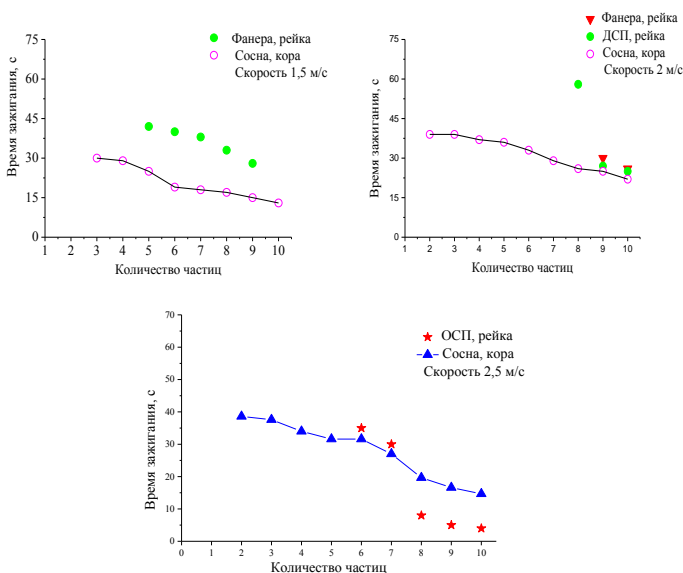 75
60
45
30
15
0
Время зажигания, с
Фанера, рейка
Сосна, кора
Скорость 1,5 м/с
1 2 3 4 5 6 7 8 9 10
Количество частиц
75
60
45
30
15
0
Время зажигания, с
Фанера, рейка
ДСП, рейка
Сосна, кора
Скорость 2 м/с
1 2 3 4 5 6 7 8 9 10
Количество частиц
70
60
50
40
30
20
10
0
Время зажигания, с
ОСП, рейка
Сосна, кора
Скорость 2,5 м/с
0 1 2 3 4 5 6 7 8 9 10
Количество частиц